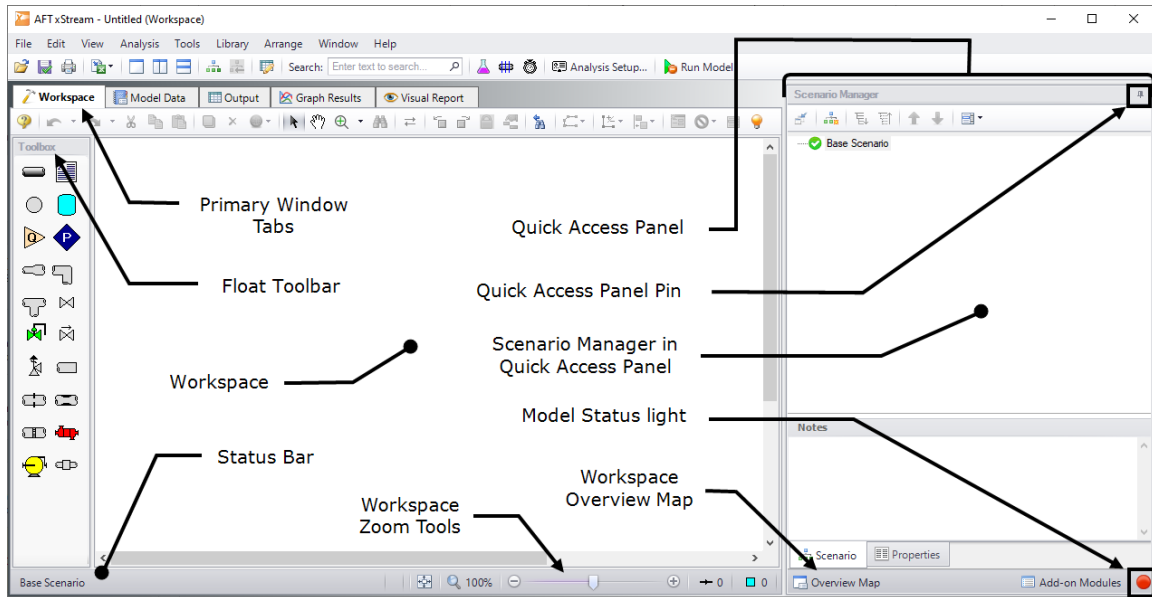 AFT xStream - Untitled (Workspace)
File Edit View Analysis Tools Library Arrange Window Help
Search: Enter text to search... Analysis Setup... Run Model
Workspace Model Data Output Graph Results Visual Report
Scenario Manager
Toolbox
Base Scenario
Q P
Primary Window
Tabs
Quick Access Panel
Float Toolbar
Quick Access Panel Pin
Scenario Manager in
Quick Access Panel
Workspace
Model Status light
Notes
Status Bar
Workspace
Overview Map
Workspace
Zoom Tools
Scenario Properties
Base Scenario 100% 0 0 Overview Map Add-on Modules